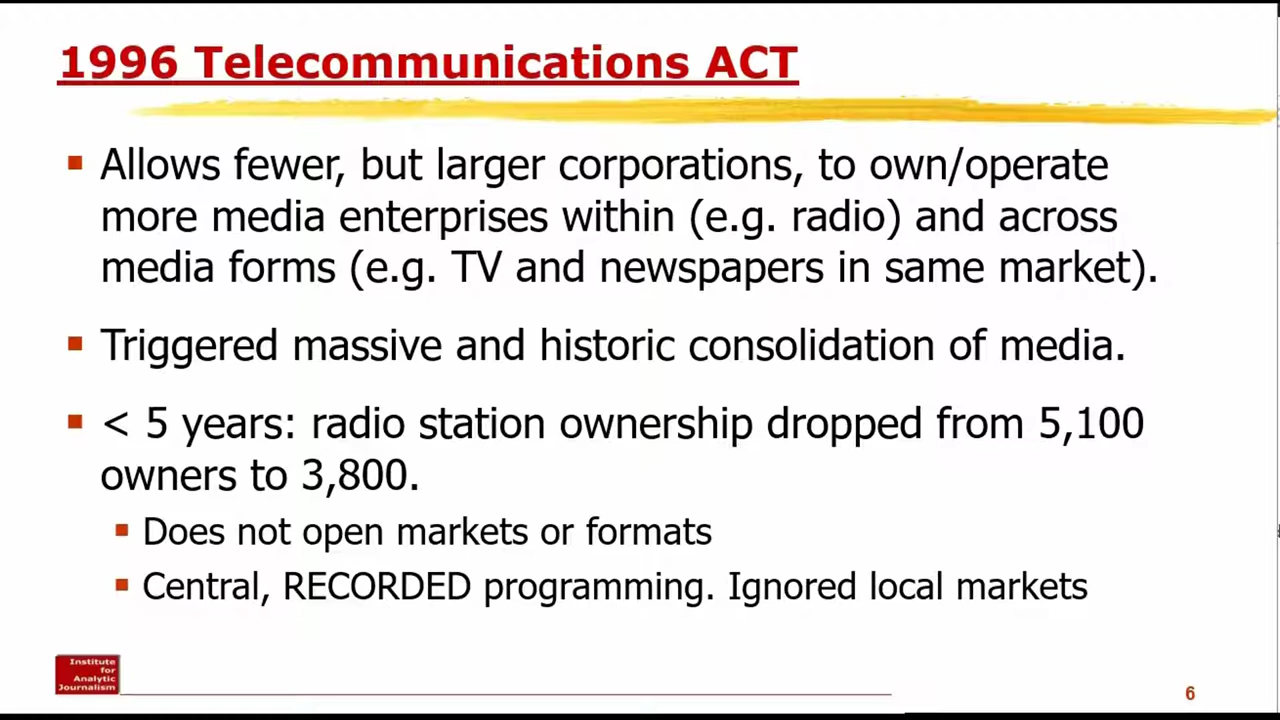 1996 Telecommunications ACT
Allows fewer, but larger corporations, to own/operate
more media enterprises within (e.g. radio) and across
media forms (e.g. TV and newspapers in same market).
Triggered massive and historic consolidation of media.
< 5 years: radio station ownership dropped from 5,100
owners to 3,800.
Does not open markets or formats
Central, RECORDED programming. Ignored local markets
Institute
for
Analytic
Journalism
6